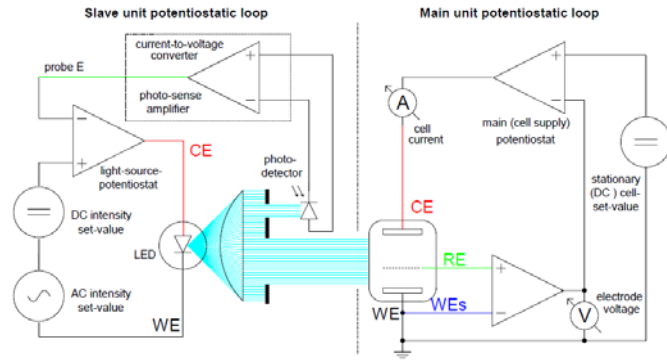 Slave unit potentiostatic loop
Main unit potentiostatic loop
current-to-voltage
converter
probe E
photo-sense
amplifier
CE
light-source-
potentiostat
photo-
detector
DC intensity
set-value
LED
AC intensity
set-value
WE
A
cell
current
main (cell supply)
potentiostat
stationary
(DC ) cell-
set-value
CE
RE
WE
WEs
electrode
voltage
V